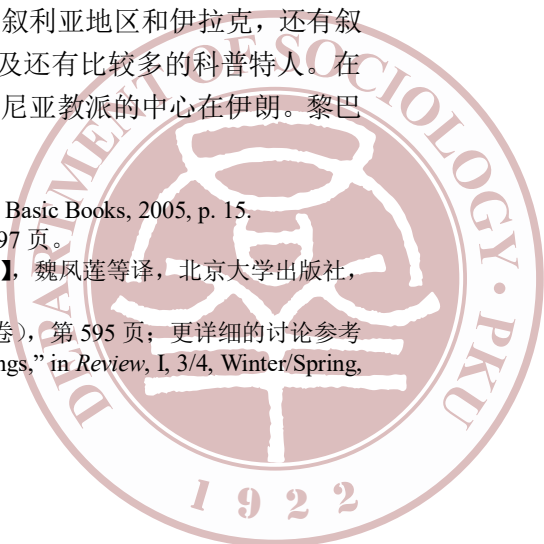 叙利亚地区和伊拉克，还有叙
及还有比较多的科普特人。在
尼亚教派的中心在伊朗。黎巴
Basic Books, 2005, p. 15.
97 页。
】，魏凤莲等译，北京大学出版社，
卷），第 595 页；更详细的讨论参考
ngs,” in Review, I, 3/4, Winter/Spring,
DEPARTMENT OF SOCIOLOGY · PKU
1922